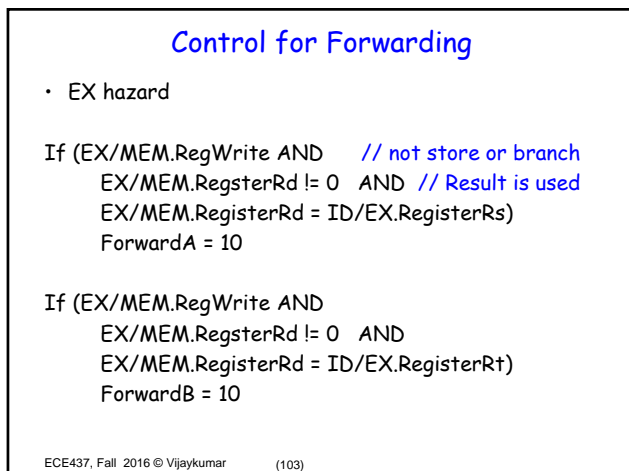 Control for Forwarding
• EX hazard
If (EX/MEM.RegWrite AND // not store or branch
EX/MEM.RegsterRd != 0 AND // Result is used
EX/MEM.RegisterRd = ID/EX.RegisterRs)
ForwardA = 10
If (EX/MEM.RegWrite AND
EX/MEM.RegsterRd != 0 AND
EX/MEM.RegisterRd = ID/EX.RegisterRt)
ForwardB = 10
ECE437, Fall 2016 © Vijaykumar (103)